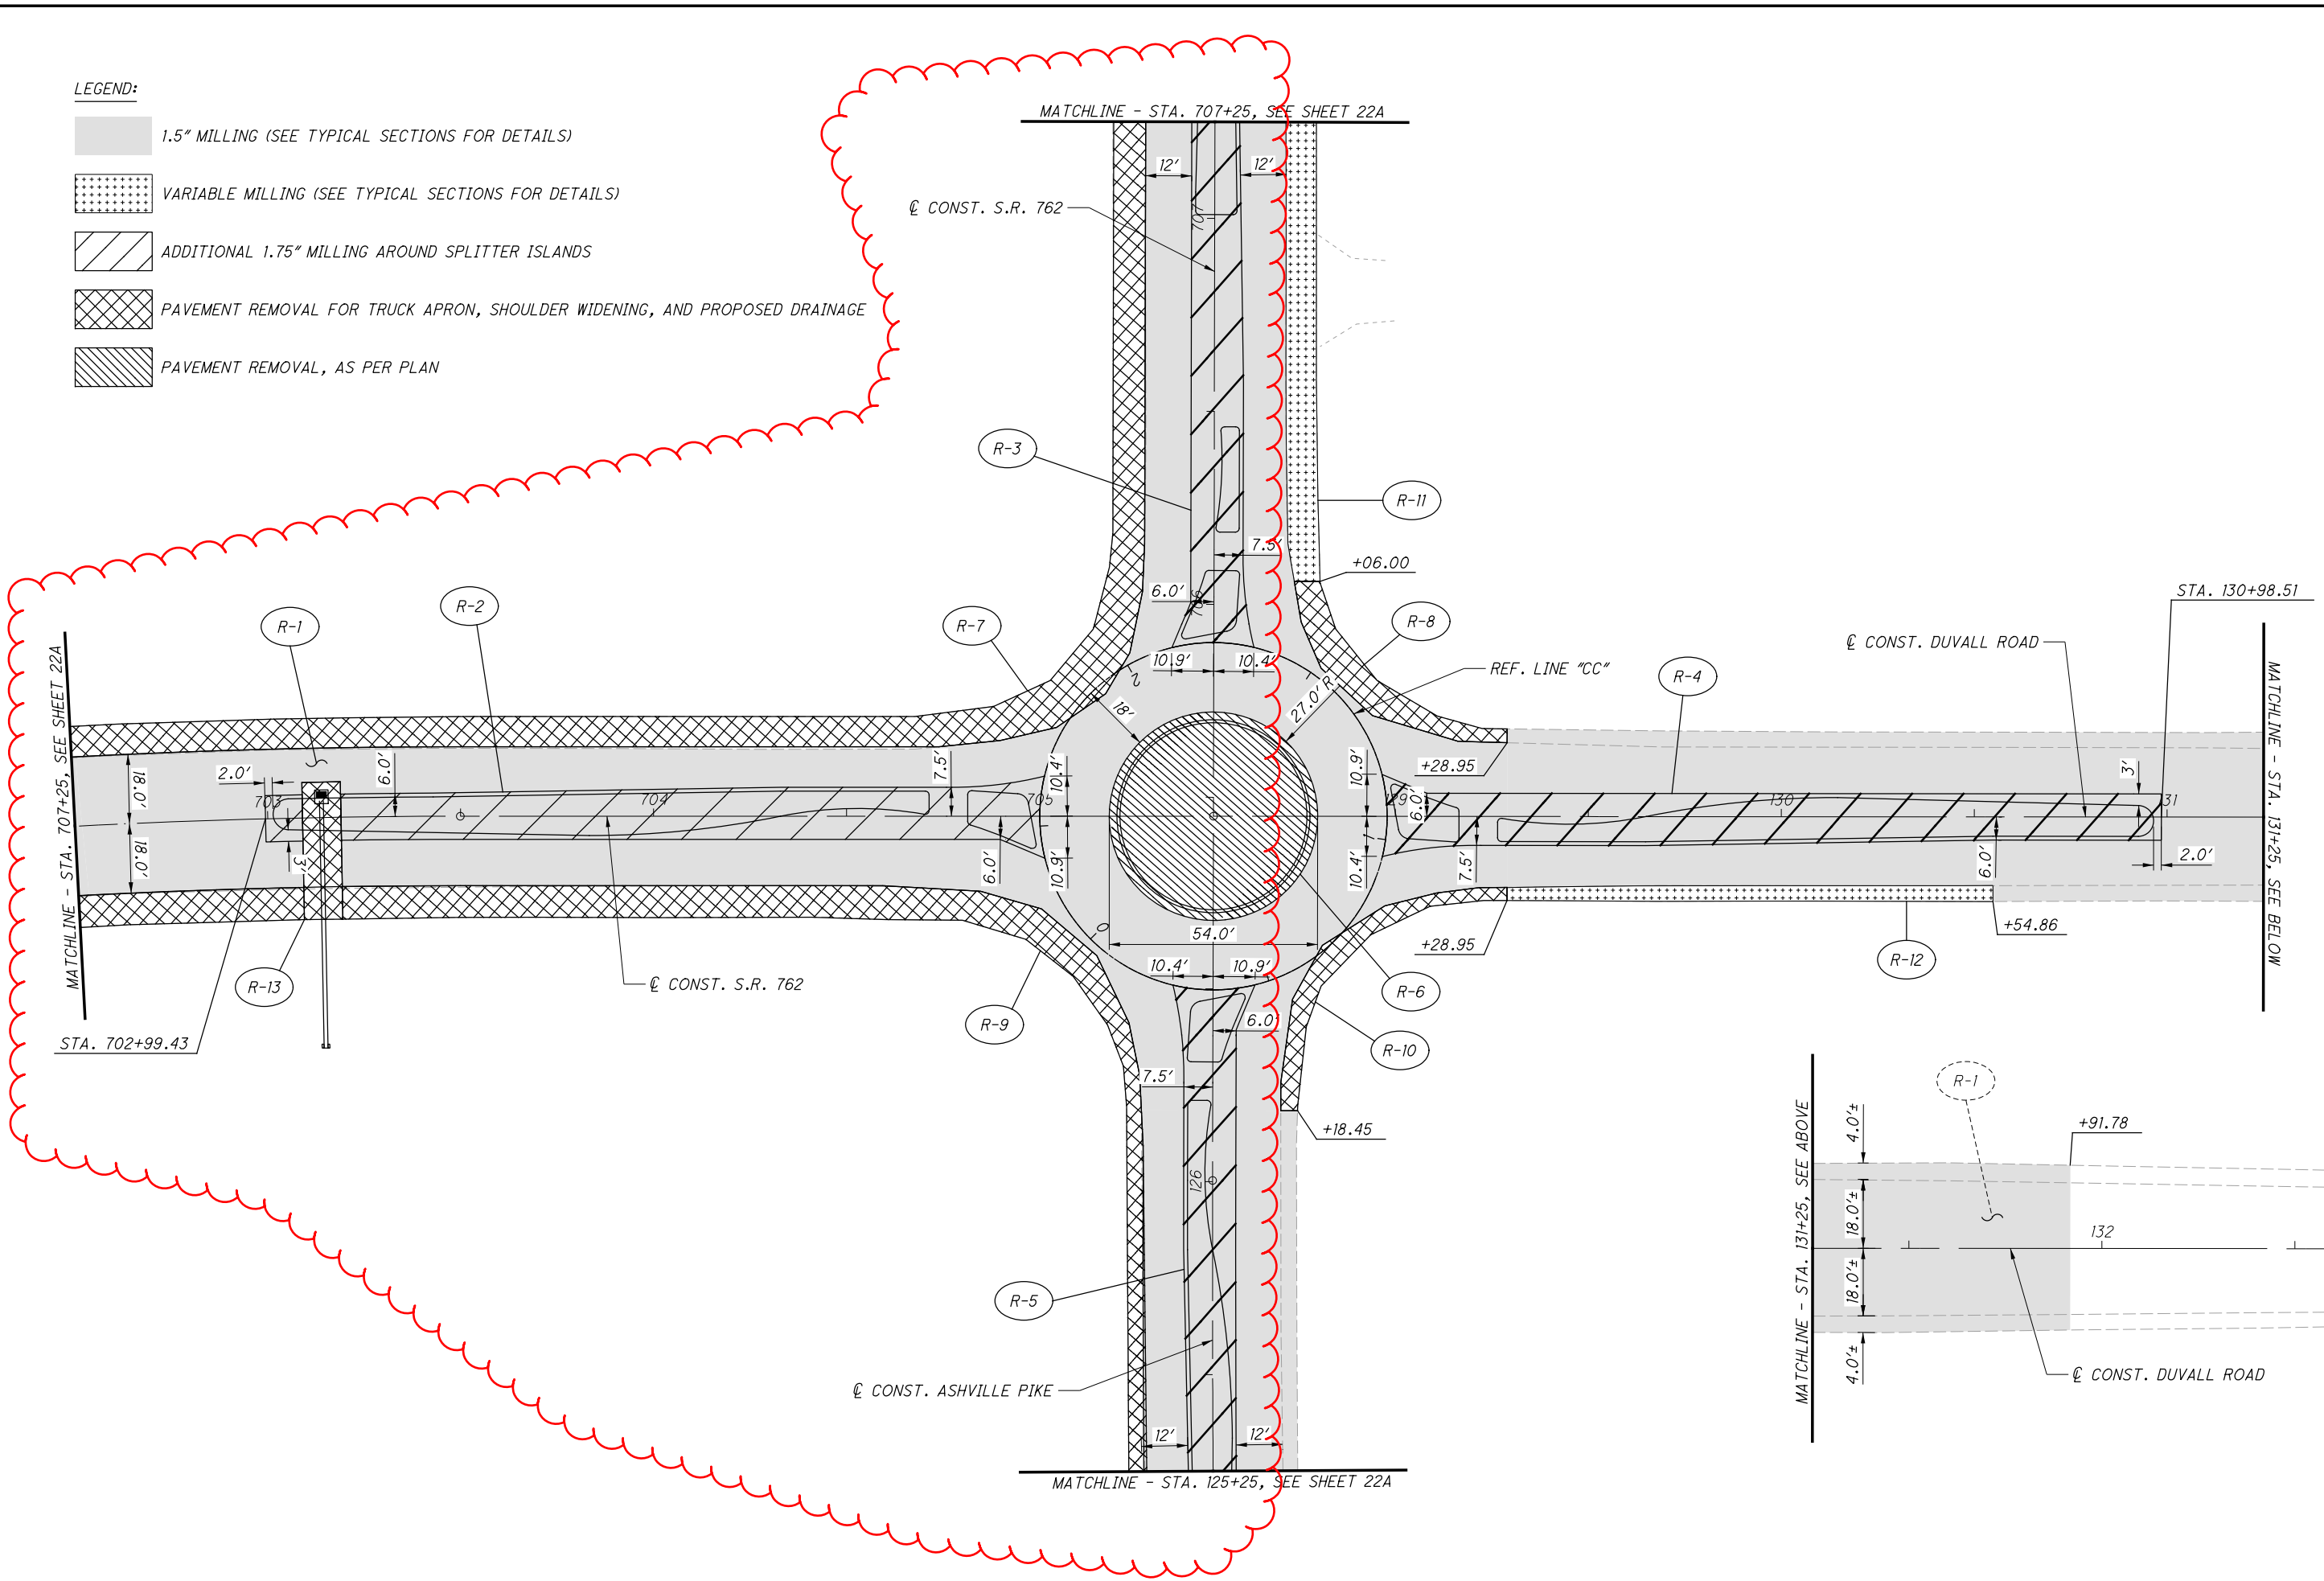 LEGEND:
1.5" MILLING (SEE TYPICAL SECTIONS FOR DETAILS)
VARIABLE MILLING (SEE TYPICAL SECTIONS FOR DETAILS)
ADDITIONAL 1.75" MILLING AROUND SPLITTER ISLANDS
PAVEMENT REMOVAL FOR TRUCK APRON, SHOULDER WIDENING, AND PROPOSED DRAINAGE
PAVEMENT REMOVAL, AS PER PLAN
MATCHLINE - STA. 707+25, SEE SHEET 22A
12'
12'
℄ CONST. S.R. 762
707
R-3
R-11
7.5'
+06.00
6.0'
706
R-7
R-8
10.9'
10.4'
REF. LINE "CC"
2
18'
27.0' R
1
0
R-1
R-2
MATCHLINE - STA. 707+25, SEE SHEET 22A
18.0'
18.0'
2.0'
703
6.0'
704
7.5'
705
10.4'
10.9'
6.0'
3'
R-13
STA. 702+99.43
℄ CONST. S.R. 762
R-9
54.0'
10.4'
10.9'
R-6
6.0'
R-10
7.5'
+18.45
126
R-5
℄ CONST. ASHVILLE PIKE
12'
12'
MATCHLINE - STA. 125+25, SEE SHEET 22A
R-4
℄ CONST. DUVALL ROAD
STA. 130+98.51
10.9'
+28.95
6.0'
129
130
131
3'
10.4'
7.5'
6.0'
2.0'
+28.95
R-12
+54.86
MATCHLINE - STA. 131+25, SEE BELOW
MATCHLINE - STA. 131+25, SEE ABOVE
R-1
4.0'±
+91.78
18.0'±
132
18.0'±
4.0'±
℄ CONST. DUVALL ROAD